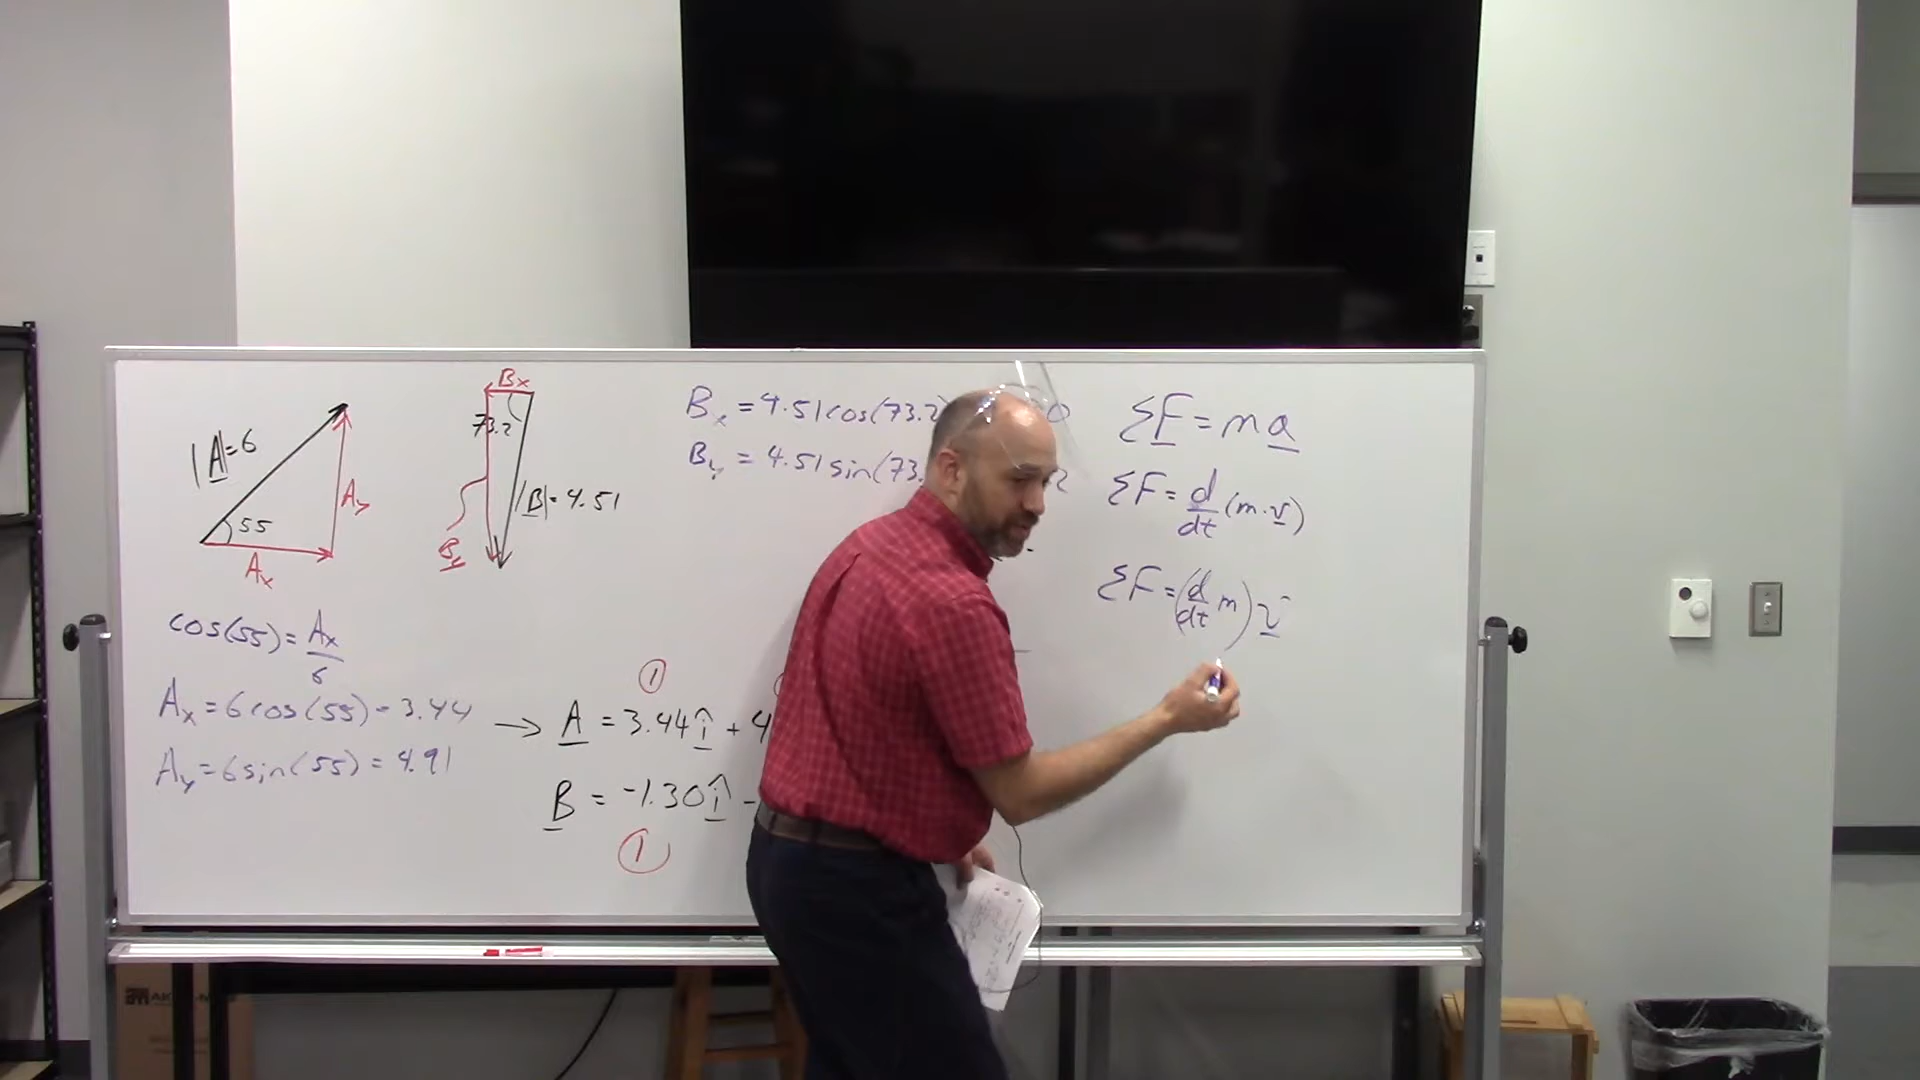 |A|=6
55
Ax
Ay
Bx
73.2
|B|=4.51
By
cos(55)=Ax/6
Ax=6cos(55)=3.44
Ay=6sin(55)=4.91
→ A = 3.44î + 4
B = -1.30î -
①
①
Bx = 4.51cos(73.2
By = 4.51sin(73.
ΣF = ma
ΣF = d/dt (m·v)
ΣF = (d/dt m) v